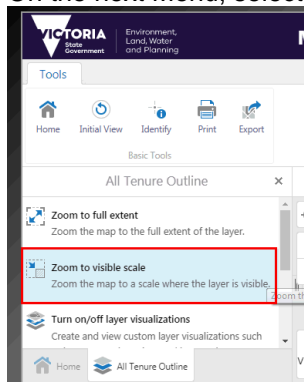 On the next menu, select
VICTORIA
State
Government
Environment,
Land, Water
and Planning
M
Tools
Home
Initial View
Identify
Print
Export
Basic Tools
All Tenure Outline
Zoom to full extent
Zoom the map to the full extent of the layer.
Zoom to visible scale
Zoom the map to a scale where the layer is visible.
Zoom th
Turn on/off layer visualizations
Create and view custom layer visualizations such
Home
All Tenure Outline
V